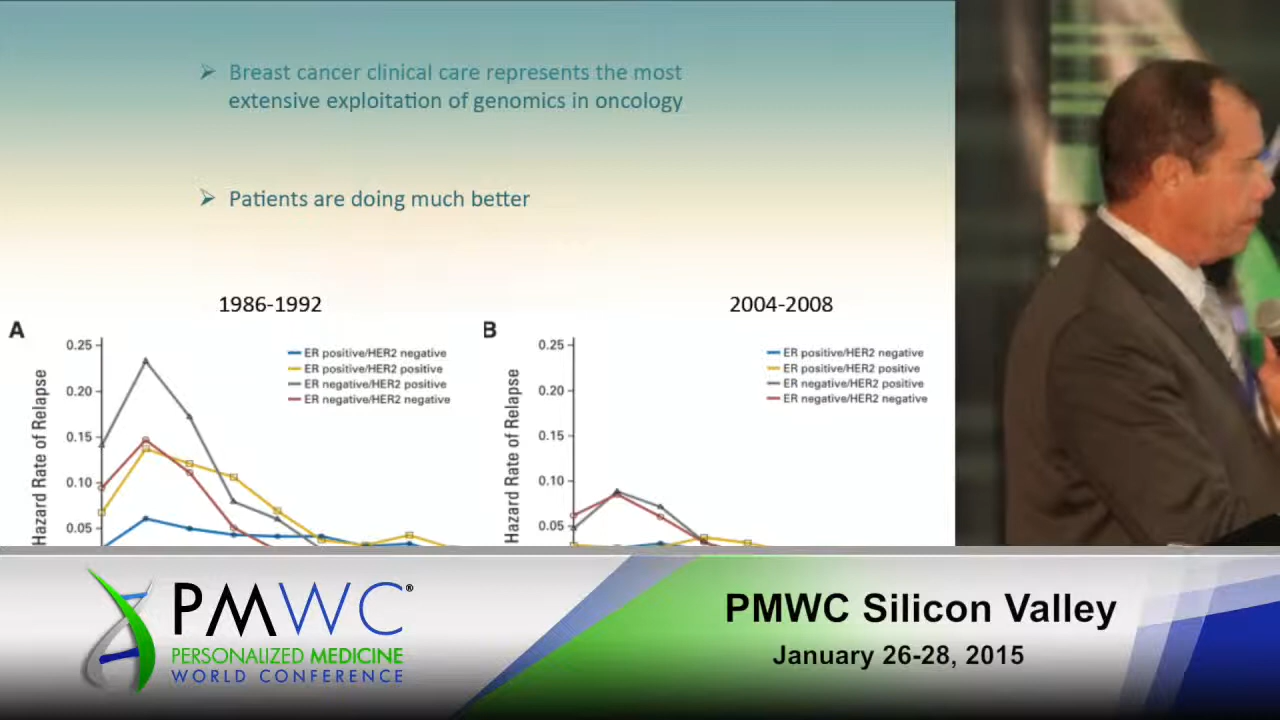 ➢ Breast cancer clinical care represents the most
extensive exploitation of genomics in oncology
➢ Patients are doing much better
1986-1992
A
Hazard Rate of Relapse
0.25
0.20
0.15
0.10
0.05
ER positive/HER2 negative
ER positive/HER2 positive
ER negative/HER2 positive
ER negative/HER2 negative
2004-2008
B
Hazard Rate of Relapse
0.25
0.20
0.15
0.10
0.05
ER positive/HER2 negative
ER positive/HER2 positive
ER negative/HER2 positive
ER negative/HER2 negative
PMWC®
PERSONALIZED MEDICINE
WORLD CONFERENCE
PMWC Silicon Valley
January 26-28, 2015